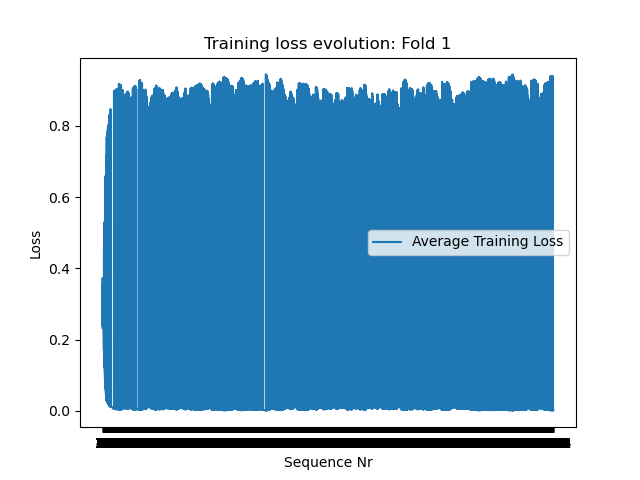 Training loss evolution: Fold 1
0.8
0.6
0.4
0.2
0.0
Loss
Average Training Loss
Sequence Nr